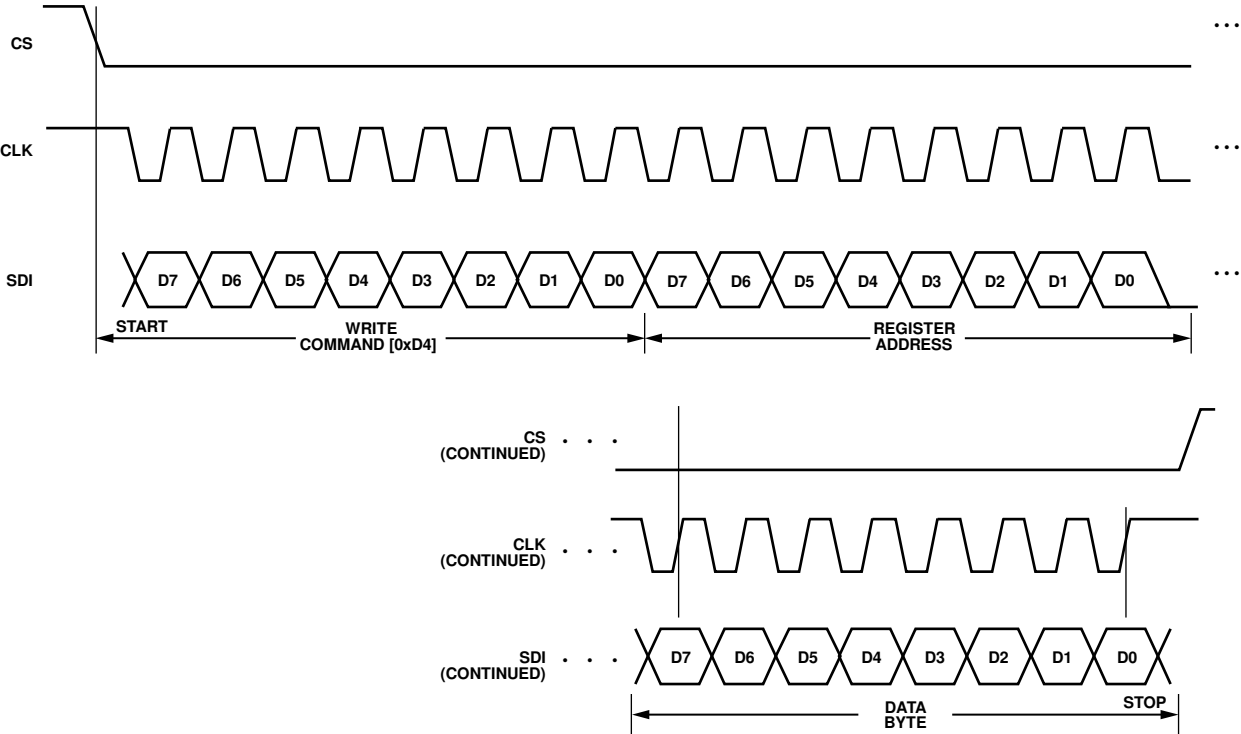 CS
...
CLK
...
SDI
D7 D6 D5 D4 D3 D2 D1 D0 D7 D6 D5 D4 D3 D2 D1 D0
...
START
WRITE
COMMAND [0xD4]
REGISTER
ADDRESS
CS
(CONTINUED)
. . .
CLK
(CONTINUED)
. . .
SDI
(CONTINUED)
. . .
D7 D6 D5 D4 D3 D2 D1 D0
DATA
BYTE
STOP